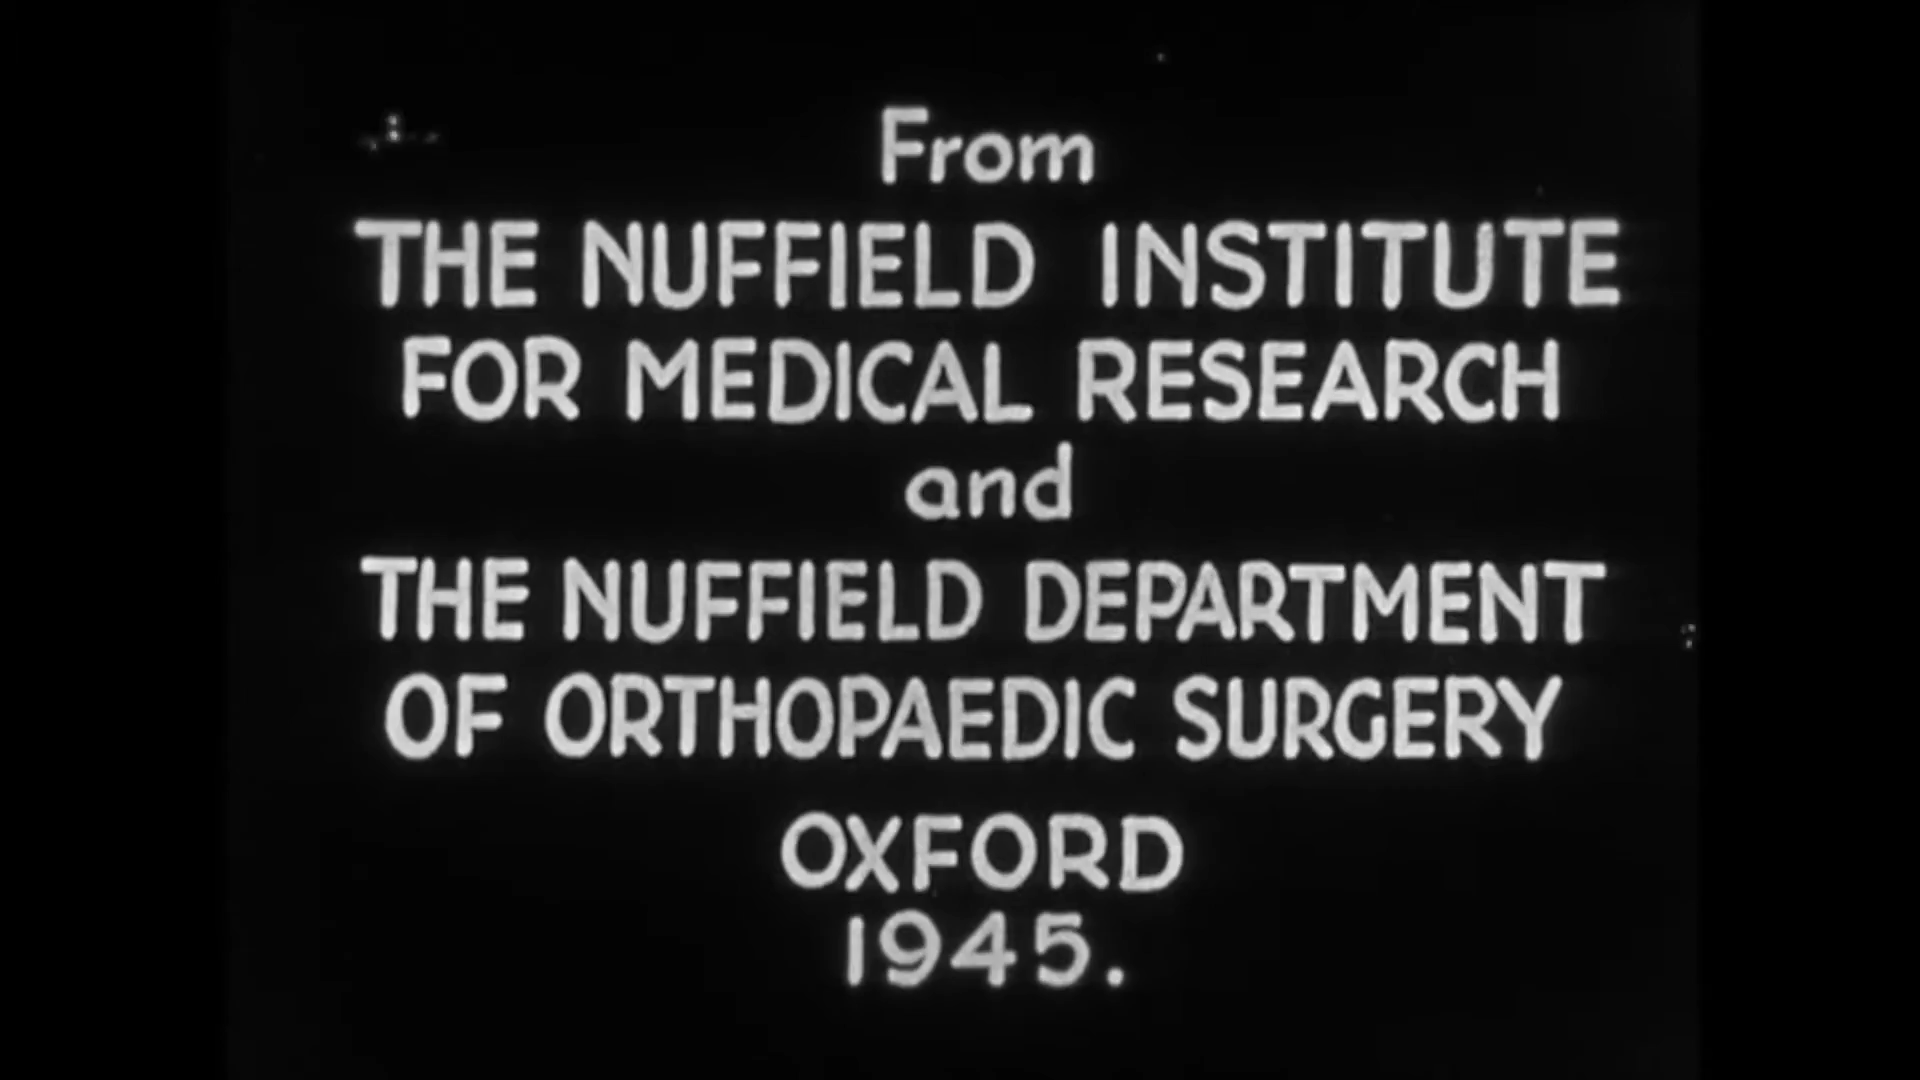 From
THE NUFFIELD INSTITUTE
FOR MEDICAL RESEARCH
and
THE NUFFIELD DEPARTMENT
OF ORTHOPAEDIC SURGERY
OXFORD
1945.